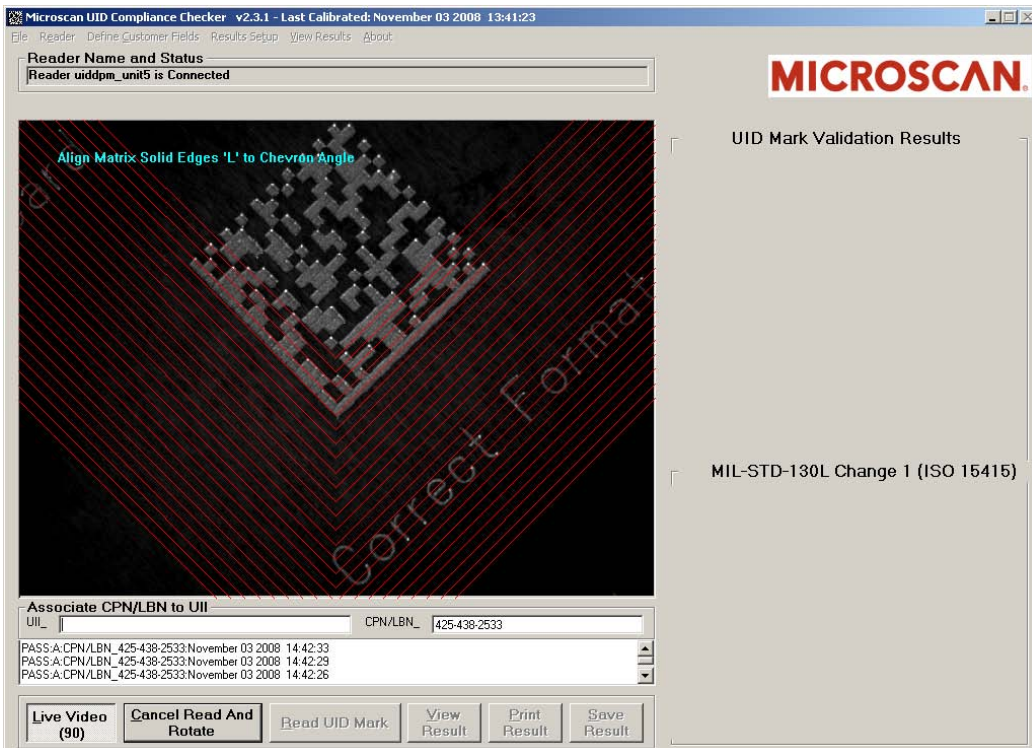 Microscan UID Compliance Checker v2.3.1 - Last Calibrated: November 03 2008 13:41:23
File Reader Define Customer Fields Results Setup View Results About
Reader Name and Status
Reader uiddpm_unit5 is Connected
MICROSCAN.
Align Matrix Solid Edges 'L' to Chevron Angle
Correct Format
UID Mark Validation Results
MIL-STD-130L Change 1 (ISO 15415)
Associate CPN/LBN to UII
UII_ CPN/LBN_ 425-438-2533
PASS:A:CPN/LBN_425-438-2533:November 03 2008 14:42:33
PASS:A:CPN/LBN_425-438-2533:November 03 2008 14:42:29
PASS:A:CPN/LBN_425-438-2533:November 03 2008 14:42:26
Live Video (90)
Cancel Read And Rotate
Read UID Mark
View Result
Print Result
Save Result